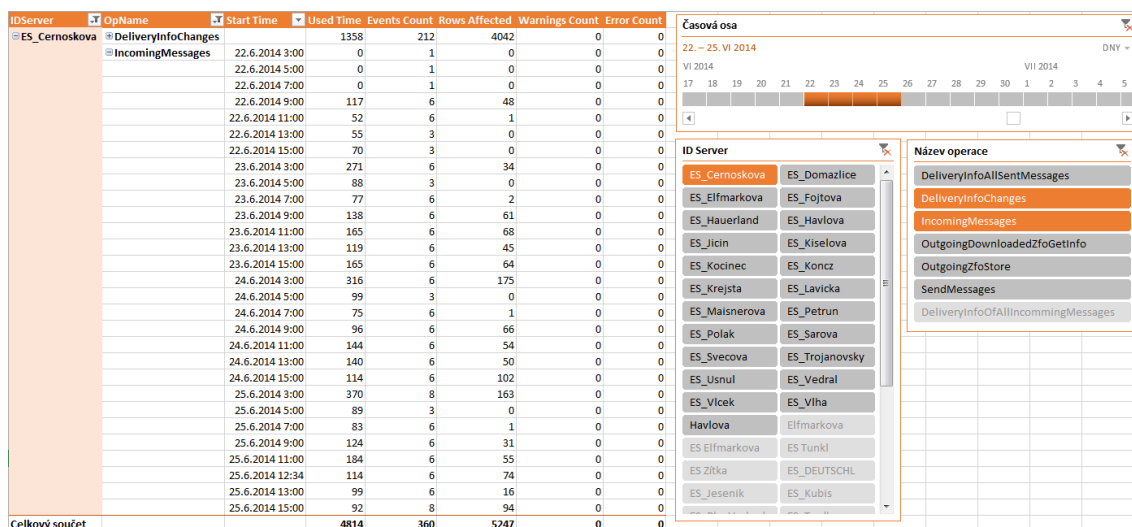 IDServer OpName Start Time Used Time Events Count Rows Affected Warnings Count Error Count
ES_Cernoskova DeliveryInfoChanges 1358 212 4042 0 0
IncomingMessages 22.6.2014 3:00 0 1 0 0 0
22.6.2014 5:00 0 1 0 0 0
22.6.2014 7:00 0 1 0 0 0
22.6.2014 9:00 117 6 48 0 0
22.6.2014 11:00 52 6 1 0 0
22.6.2014 13:00 55 3 0 0 0
22.6.2014 15:00 70 3 0 0 0
23.6.2014 3:00 271 6 34 0 0
23.6.2014 5:00 88 3 0 0 0
23.6.2014 7:00 77 6 2 0 0
23.6.2014 9:00 138 6 61 0 0
23.6.2014 11:00 165 6 68 0 0
23.6.2014 13:00 119 6 45 0 0
23.6.2014 15:00 165 6 64 0 0
24.6.2014 3:00 316 6 175 0 0
24.6.2014 5:00 99 3 0 0 0
24.6.2014 7:00 75 6 1 0 0
24.6.2014 9:00 96 6 66 0 0
24.6.2014 11:00 144 6 54 0 0
24.6.2014 13:00 140 6 50 0 0
24.6.2014 15:00 114 6 102 0 0
25.6.2014 3:00 370 8 163 0 0
25.6.2014 5:00 89 3 0 0 0
25.6.2014 7:00 83 6 1 0 0
25.6.2014 9:00 124 6 31 0 0
25.6.2014 11:00 184 6 55 0 0
25.6.2014 12:34 114 6 74 0 0
25.6.2014 13:00 99 6 16 0 0
25.6.2014 15:00 92 8 94 0 0
Celkový součet 4814 360 5247 0 0
Časová osa
22. – 25. VI 2014 DNY
VI 2014 VII 2014
17 18 19 20 21 22 23 24 25 26 27 28 29 30 1 2 3 4 5
ID Server
ES_Cernoskova ES_Domazlice
ES_Elfmarkova ES_Fojtova
ES_Hauerland ES_Havlova
ES_Jicin ES_Kiselova
ES_Kocinec ES_Koncz
ES_Krejsta ES_Lavicka
ES_Maisnerova ES_Petrun
ES_Polak ES_Sarova
ES_Svecova ES_Trojanovsky
ES_Usnul ES_Vedral
ES_Vlcek ES_Vlha
Havlova Elfmarkova
ES Elfmarkova ES Tunkl
ES Zítka ES_DEUTSCHL
ES_Jesenik ES_Kubis
Název operace
DeliveryInfoAllSentMessages
DeliveryInfoChanges
IncomingMessages
OutgoingDownloadedZfoGetInfo
OutgoingZfoStore
SendMessages
DeliveryInfoOfAllIncommingMessages